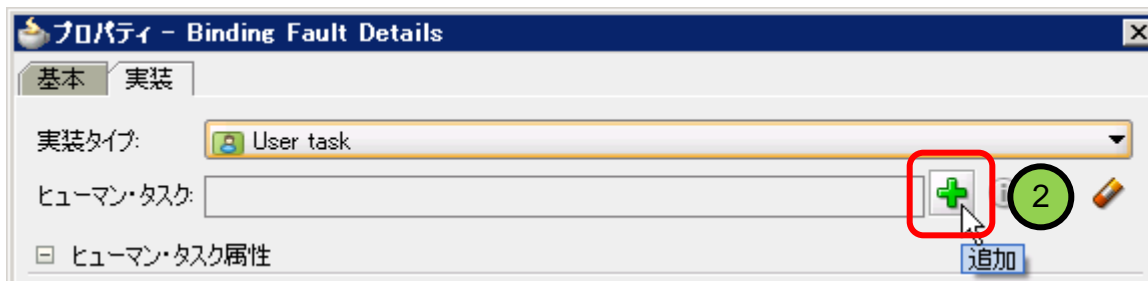 プロパティ - Binding Fault Details
基本 実装
実装タイプ: User task
ヒューマン・タスク: 2
追加
ヒューマン・タスク属性